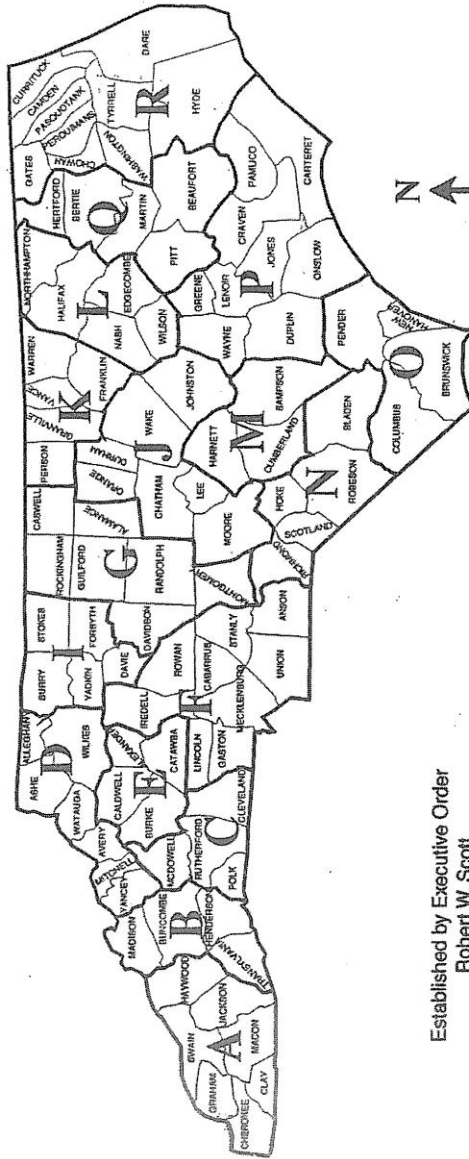 CURRITUCK
CAMDEN
PASQUOTANK
PERQUIMANS
CHOWAN
GATES
DARE
TYRRELL
WASHINGTON
HYDE
R
HERTFORD
BERTIE
Q
MARTIN
BEAUFORT
PITT
NORTHHAMPTON
HALIFAX
L
EDGECOMBE
NASH
WILSON
PAMLICO
CRAVEN
CARTERET
GREENE
LENOIR
JONES
P
WAYNE
ONSLOW
DUPLIN
WARREN
VANCE
K
GRANVILLE
FRANKLIN
PERSON
PENDER
NEW
HANOVER
O
BRUNSWICK
COLUMBUS
DURHAM
WAKE
J
JOHNSTON
ORANGE
CHATHAM
LEE
HARNETT
SAMPSON
M
CUMBERLAND
BLADEN
CASWELL
ALAMANCE
ROCKINGHAM
GUILFORD
G
RANDOLPH
MOORE
MONTGOMERY
HOKE
N
ROBESON
SCOTLAND
RICHMOND
STOKES
FORSYTH
I
DAVIDSON
SURRY
YADKIN
DAVIE
ROWAN
CABARRUS
STANLY
ANSON
UNION
IREDELL
F
MECKLENBURG
ALLEGHANY
ASHE
D
WILKES
WATAUGA
ALEXANDER
CALDWELL
E
CATAWBA
BURKE
LINCOLN
GASTON
CLEVELAND
AVERY
MITCHELL
YANCEY
MCDOWELL
RUTHERFORD
C
POLK
MADISON
BUNCOMBE
B
HENDERSON
TRANSYLVANIA
HAYWOOD
SWAIN
JACKSON
A
MACON
GRAHAM
CHEROKEE
CLAY
N
Established by Executive Order
Robert W. Scott